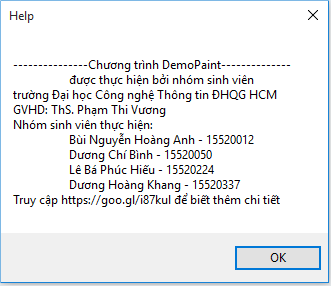 Help
---------------Chương trình DemoPaint--------------
được thực hiện bởi nhóm sinh viên
trường Đại học Công nghệ Thông tin ĐHQG HCM
GVHD: ThS. Phạm Thi Vương
Nhóm sinh viên thực hiện:
Bùi Nguyễn Hoàng Anh - 15520012
Dương Chí Bình - 15520050
Lê Bá Phúc Hiếu - 15520224
Dương Hoàng Khang - 15520337
Truy cập https://goo.gl/i87kul để biết thêm chi tiết
OK